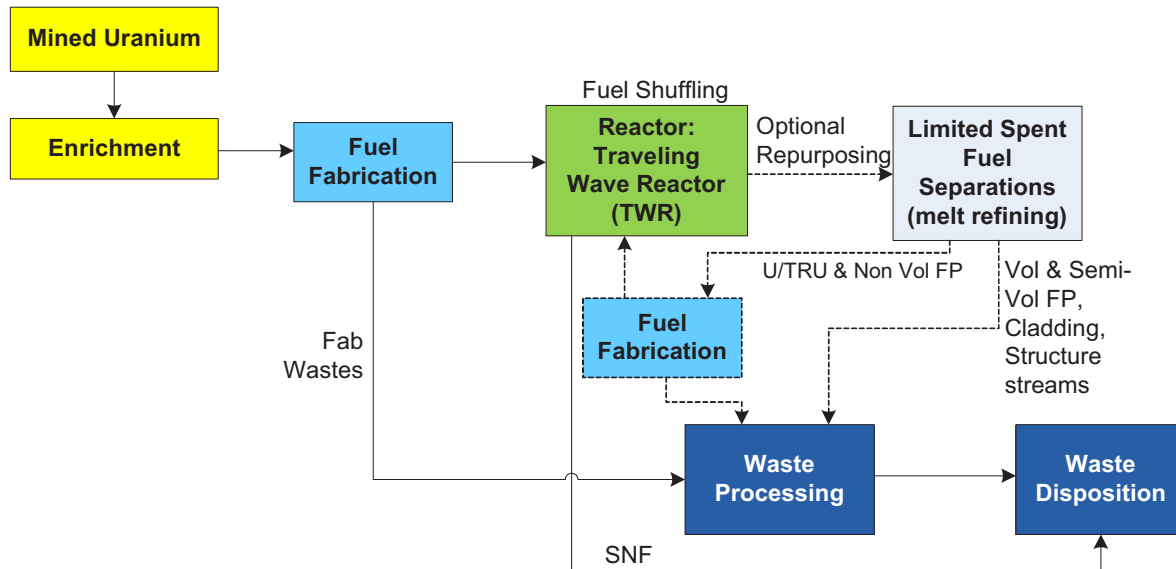 Mined Uranium
Enrichment
Fuel
Fabrication
Fuel Shuffling
Reactor:
Traveling
Wave Reactor
(TWR)
Optional
Repurposing
Limited Spent
Fuel
Separations
(melt refining)
U/TRU & Non Vol FP
Vol & Semi-
Vol FP,
Cladding,
Structure
streams
Fuel
Fabrication
Fab
Wastes
Waste
Processing
Waste
Disposition
SNF